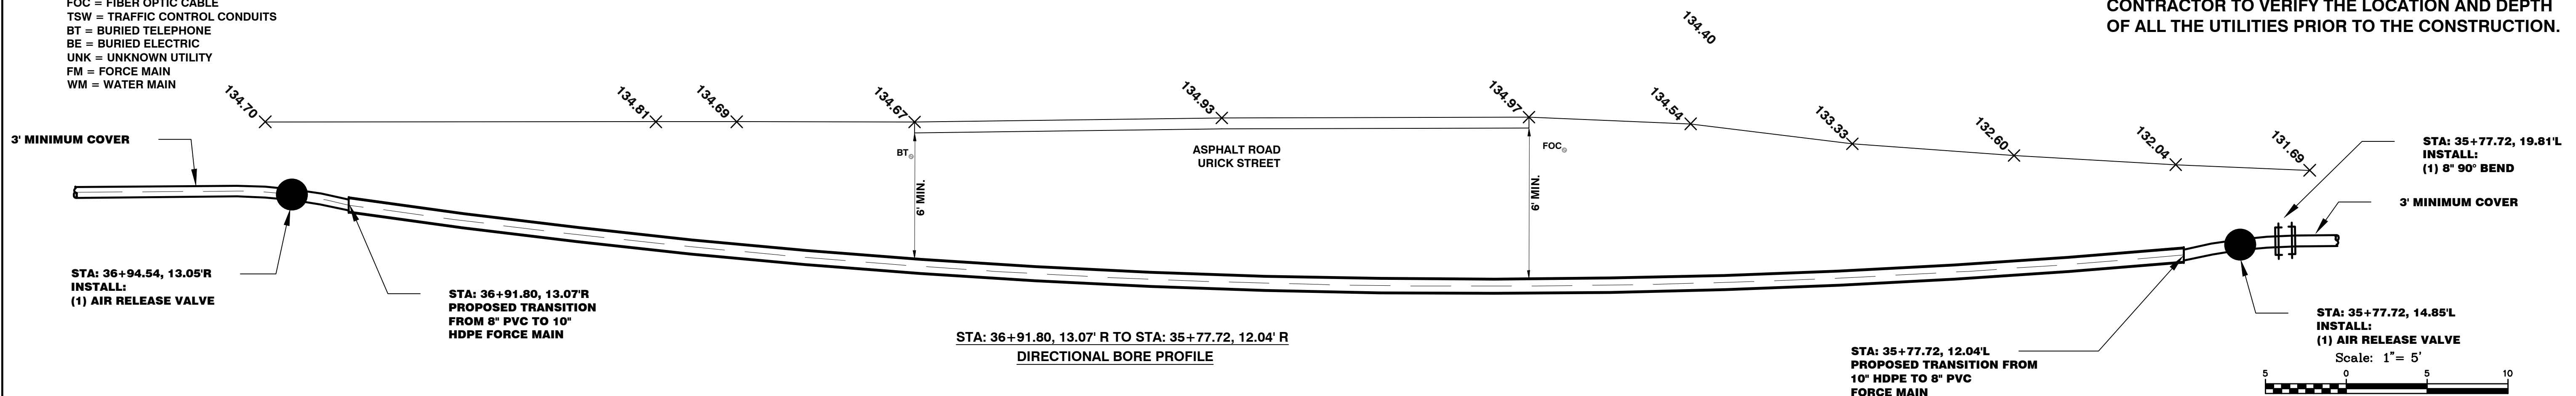 FOC = FIBER OPTIC CABLE
TSW = TRAFFIC CONTROL CONDUITS
BT = BURIED TELEPHONE
BE = BURIED ELECTRIC
UNK = UNKNOWN UTILITY
FM = FORCE MAIN
WM = WATER MAIN
CONTRACTOR TO VERIFY THE LOCATION AND DEPTH
OF ALL THE UTILITIES PRIOR TO THE CONSTRUCTION.
134.40
134.70
134.81
134.69
134.67
134.93
134.97
134.54
133.33
132.60
132.04
131.69
3' MINIMUM COVER
BT
6' MIN.
ASPHALT ROAD
URICK STREET
FOC
6' MIN.
STA: 35+77.72, 19.81'L
INSTALL:
(1) 8" 90° BEND
3' MINIMUM COVER
STA: 36+94.54, 13.05'R
INSTALL:
(1) AIR RELEASE VALVE
STA: 36+91.80, 13.07'R
PROPOSED TRANSITION
FROM 8" PVC TO 10"
HDPE FORCE MAIN
STA: 36+91.80, 13.07' R TO STA: 35+77.72, 12.04' R
DIRECTIONAL BORE PROFILE
STA: 35+77.72, 12.04'L
PROPOSED TRANSITION FROM
10" HDPE TO 8" PVC
FORCE MAIN
STA: 35+77.72, 14.85'L
INSTALL:
(1) AIR RELEASE VALVE
Scale: 1"= 5'
5 0 5 10